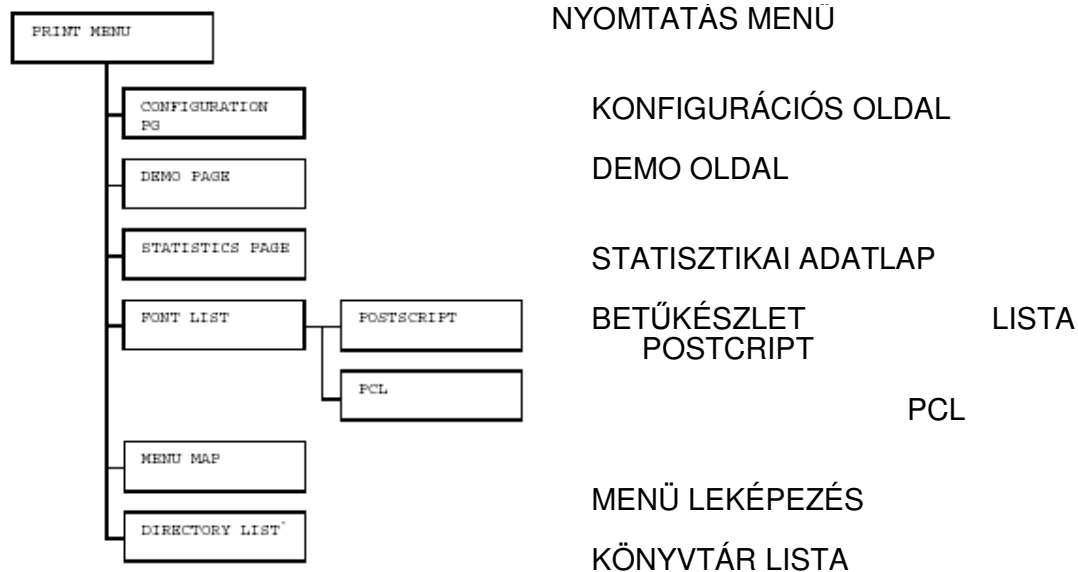 PRINT MENU
NYOMTATÁS MENÜ
CONFIGURATION
PG
KONFIGURÁCIÓS OLDAL
DEMO PAGE
DEMO OLDAL
STATISTICS PAGE
STATISZTIKAI ADATLAP
FONT LIST
POSTSCRIPT
BETŰKÉSZLET LISTA
POSTCRIPT
PCL
PCL
MENU MAP
MENÜ LEKÉPEZÉS
DIRECTORY LIST*
KÖNYVTÁR LISTA